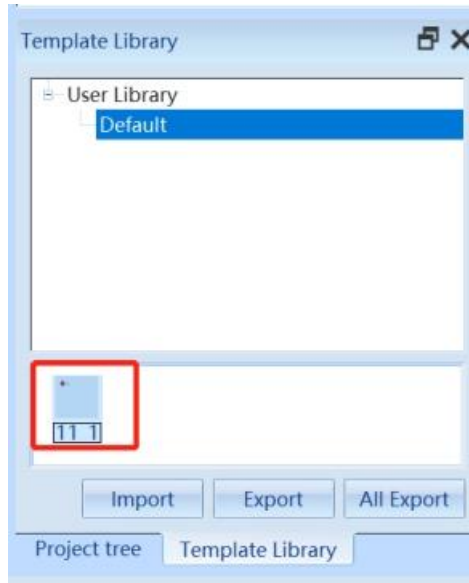 Template Library
User Library
Default
11 1
Import Export All Export
Project tree Template Library